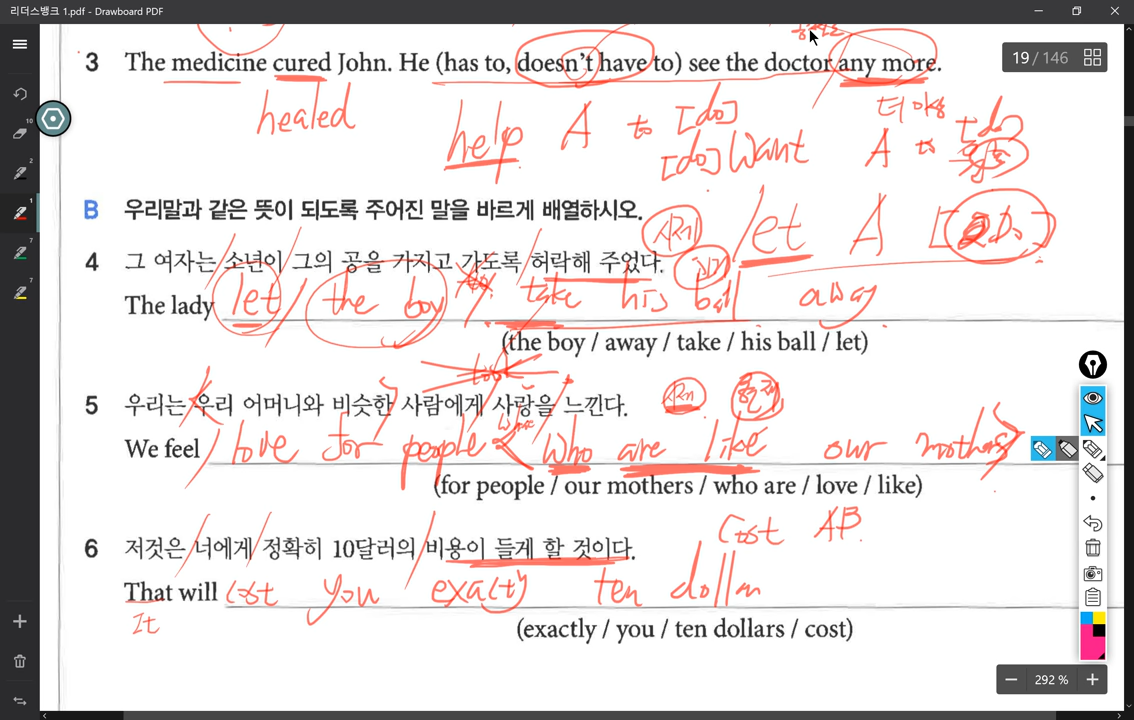 리더스뱅크 1.pdf - Drawboard PDF
19 / 146
3 The medicine cured John. He (has to, doesn't have to) see the doctor any more.
healed
help A to [do]
더 이상
[do] want A to
B 우리말과 같은 뜻이 되도록 주어진 말을 바르게 배열하시오.
let A
4 그 여자는 소년이 그의 공을 가지고 가도록 허락해 주었다.
The lady let the boy take his ball away
(the boy / away / take / his ball / let)
5 우리는 우리 어머니와 비슷한 사람에게 사랑을 느낀다.
We feel love for people who are like our mothers
(for people / our mothers / who are / love / like)
6 저것은 너에게 정확히 10달러의 비용이 들게 할 것이다.
Cost AB
That will cost you exactly ten dollar
It
(exactly / you / ten dollars / cost)
292 %